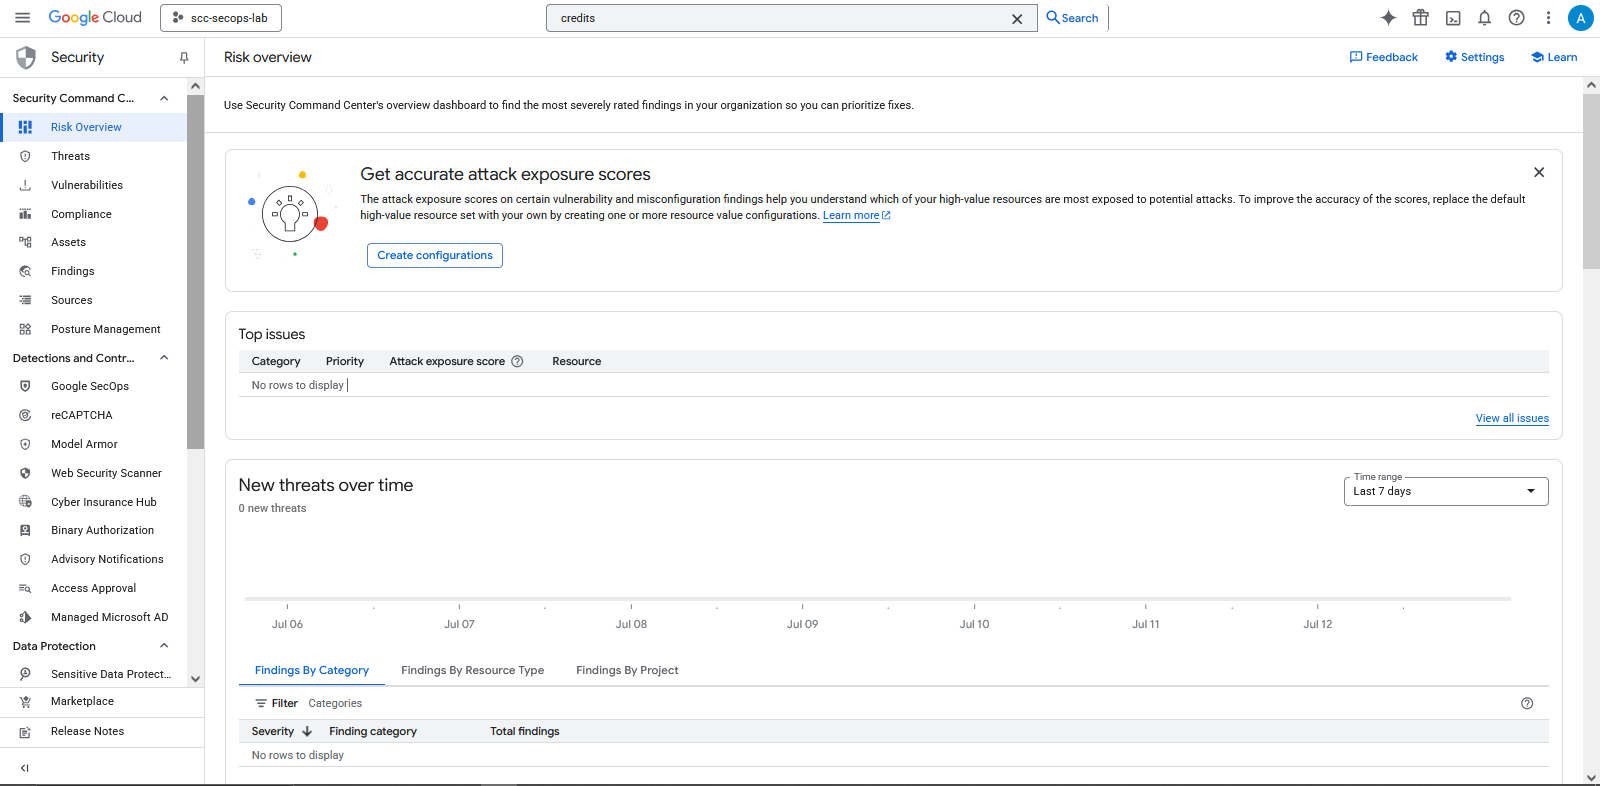 Google Cloud
scc-secops-lab
credits
Search
A
Security
Risk overview
Feedback
Settings
Learn
Security Command C...
Risk Overview
Threats
Vulnerabilities
Compliance
Assets
Findings
Sources
Posture Management
Detections and Contr...
Google SecOps
reCAPTCHA
Model Armor
Web Security Scanner
Cyber Insurance Hub
Binary Authorization
Advisory Notifications
Access Approval
Managed Microsoft AD
Data Protection
Sensitive Data Protect...
Marketplace
Release Notes
Use Security Command Center's overview dashboard to find the most severely rated findings in your organization so you can prioritize fixes.
Get accurate attack exposure scores
The attack exposure scores on certain vulnerability and misconfiguration findings help you understand which of your high-value resources are most exposed to potential attacks. To improve the accuracy of the scores, replace the default
high-value resource set with your own by creating one or more resource value configurations. Learn more
Create configurations
Top issues
Category Priority Attack exposure score Resource
No rows to display
View all issues
New threats over time
0 new threats
Time range
Last 7 days
Jul 06 Jul 07 Jul 08 Jul 09 Jul 10 Jul 11 Jul 12
Findings By Category Findings By Resource Type Findings By Project
Filter Categories
Severity Finding category Total findings
No rows to display